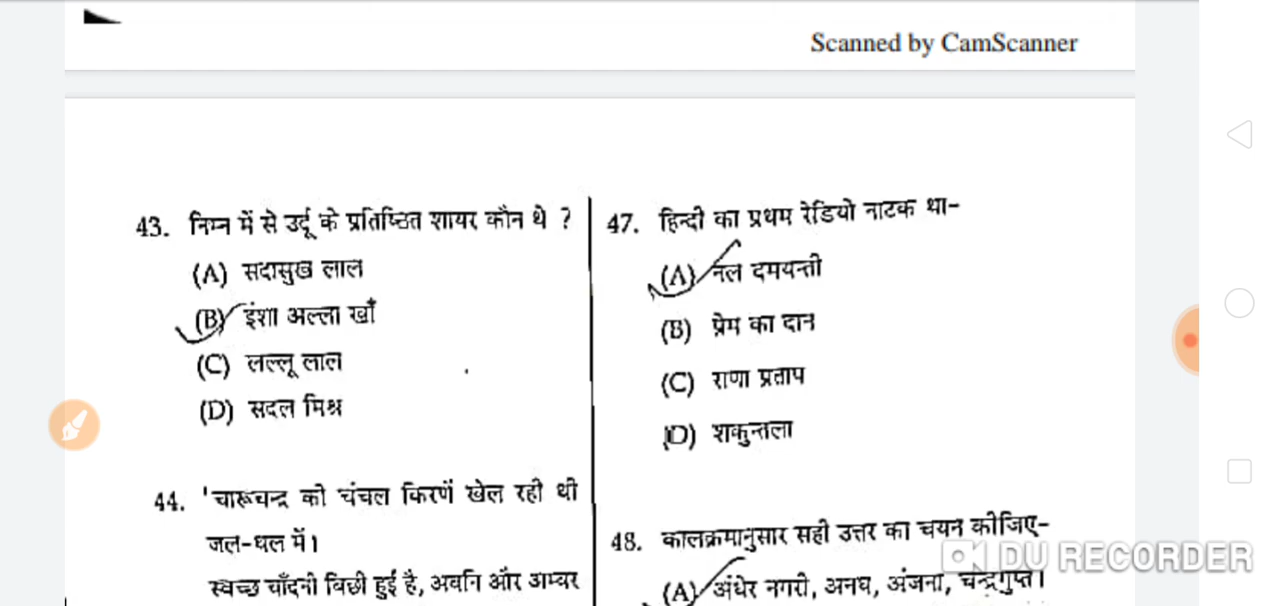 Scanned by CamScanner
43. निम्न में से उर्दू के प्रतिष्ठित शायर कौन थे ?
(A) सदासुख लाल
(B) इंशा अल्ला खाँ
(C) लल्लू लाल
(D) सदल मिश्र
44. 'चारूचन्द्र को चंचल किरणें खेल रही थी
जल-थल में।
स्वच्छ चाँदनी बिछी हुई है, अवनि और अम्बर
47. हिन्दी का प्रथम रेडियो नाटक था-
(A) नल दमयन्ती
(B) प्रेम का दान
(C) राणा प्रताप
(D) शकुन्तला
48. कालक्रमानुसार सही उत्तर का चयन कीजिए-
(A) अंधेर नगरी, अनघ, अंजना, चन्द्रगुप्त।
DU RECORDER